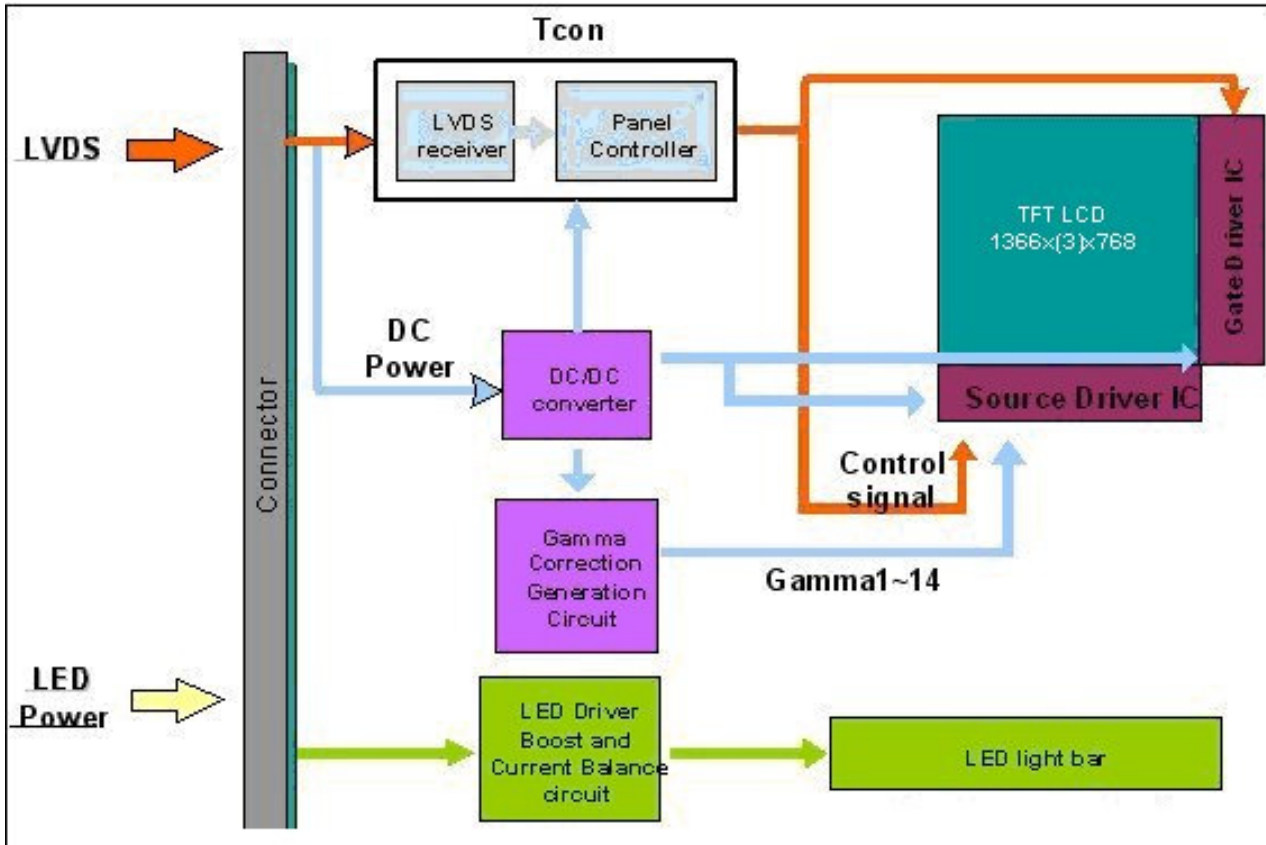 Tcon
LVDS
LVDS
receiver
Panel
Controller
TFT LCD
1366x(3)x768
Gate Driver IC
Source Driver IC
DC
Power
DC/DC
converter
Connector
Control
signal
Gamma
Correction
Generation
Circuit
Gamma1~14
LED
Power
LED Driver
Boost and
Current Balance
circuit
LED light bar